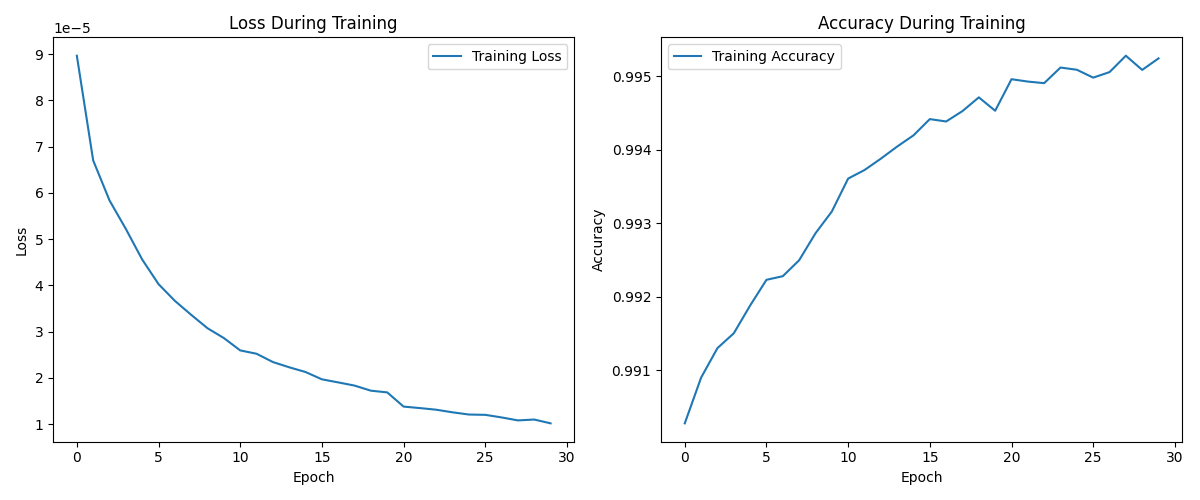 Loss During Training
1e−5
Training Loss
9
8
7
6
5
4
3
2
1
Loss
0 5 10 15 20 25 30
Epoch
Accuracy During Training
Training Accuracy
0.995
0.994
0.993
0.992
0.991
Accuracy
0 5 10 15 20 25 30
Epoch